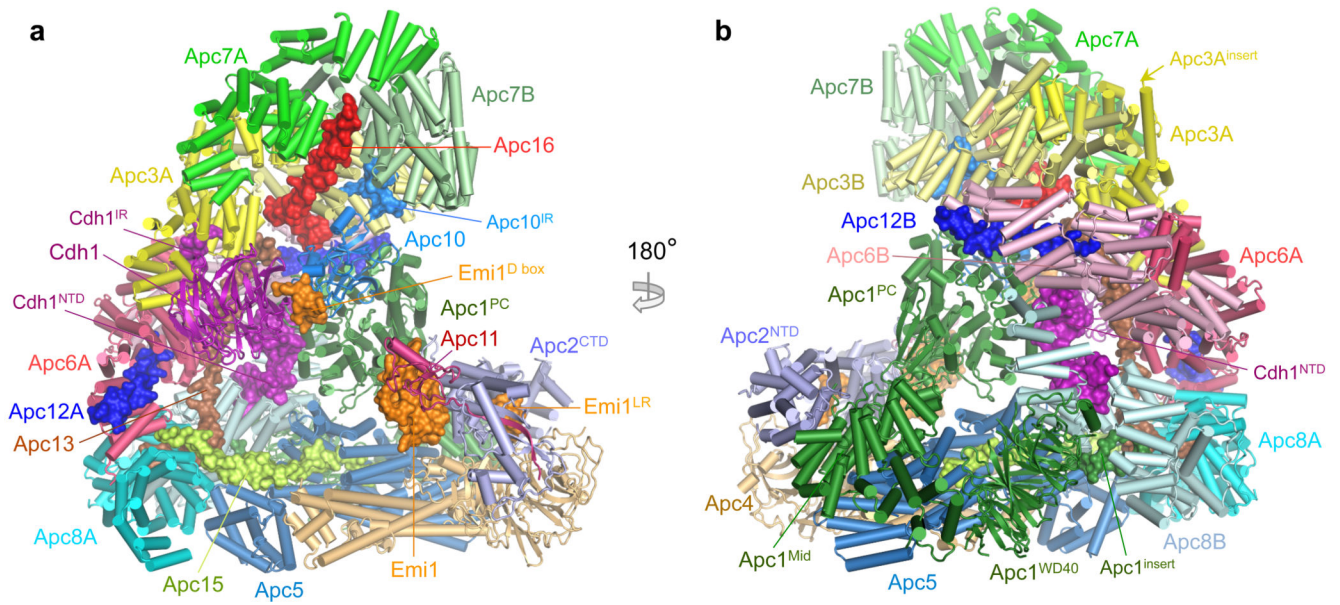 a
Apc7A
Apc7B
Apc16
Apc3A
Cdh1ᴵᴿ
Apc10ᴵᴿ
Cdh1
Apc10
Emi1ᴰ ᵇᵒˣ
Cdh1ᴺᵀᴰ
Apc1ᴾᶜ
Apc11
Apc2ᶜᵀᴰ
Apc6A
Apc12A
Emi1ᴸᴿ
Apc13
Apc8A
Apc15
Apc5
Emi1
180°
b
Apc7A
Apc3Aⁱⁿˢᵉʳᵗ
Apc7B
Apc3A
Apc3B
Apc12B
Apc6B
Apc6A
Apc1ᴾᶜ
Apc2ᴺᵀᴰ
Cdh1ᴺᵀᴰ
Apc8A
Apc4
Apc8B
Apc1ᴹⁱᵈ
Apc5
Apc1ᵂᴰ⁴⁰
Apc1ⁱⁿˢᵉʳᵗ